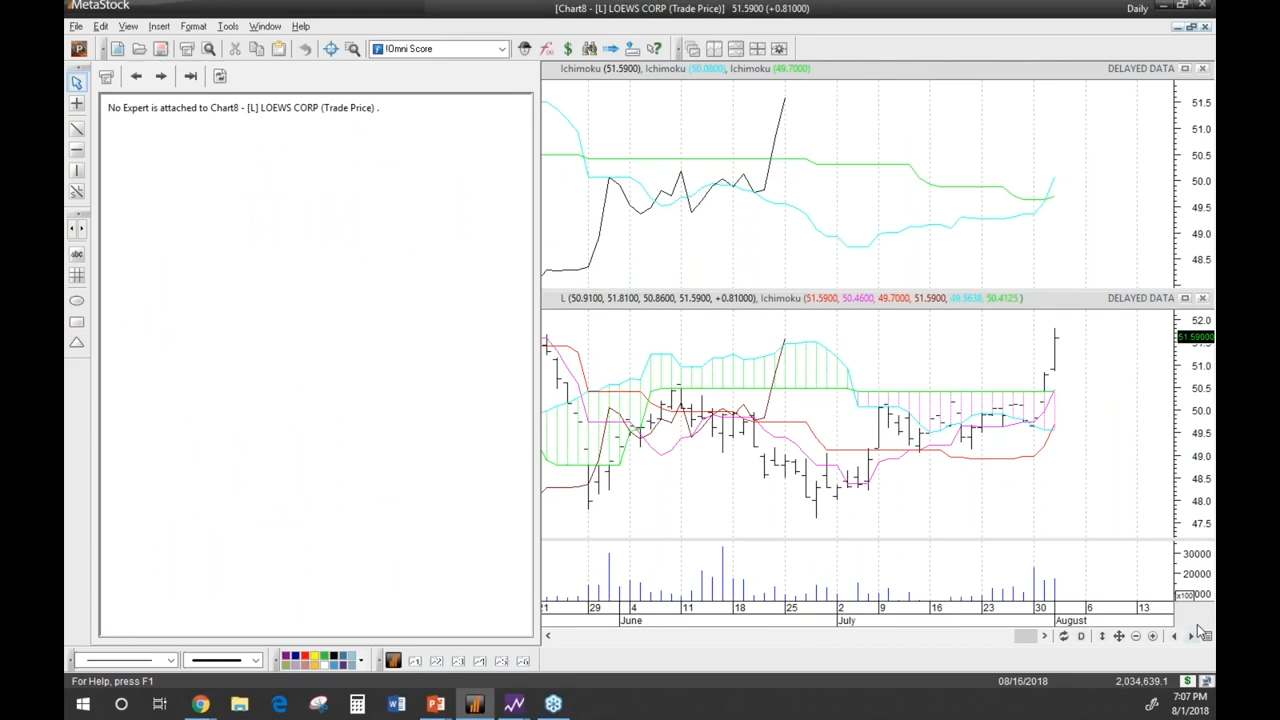 MetaStock
[Chart8 - [L] LOEWS CORP (Trade Price)] 51.5900 (+0.81000)
Daily
File Edit View Insert Format Tools Window Help
!Omni Score
No Expert is attached to Chart8 - [L] LOEWS CORP (Trade Price) .
Ichimoku (51.5900), Ichimoku (50.0800), Ichimoku (49.7000)
DELAYED DATA
51.5
51.0
50.5
50.0
49.5
49.0
48.5
L (50.9100, 51.8100, 50.8600, 51.5900, +0.81000), Ichimoku (51.5900, 50.4600, 49.7000, 51.5900, 49.5638, 50.4125 )
DELAYED DATA
52.0
51.59000
51.0
50.5
50.0
49.5
49.0
48.5
48.0
47.5
30000
20000
x100
21 29 4 11 18 25 2 9 16 23 30 6 13
June July August
D
abc
For Help, press F1
08/16/2018 2,034,639.1 $
7:07 PM
8/1/2018